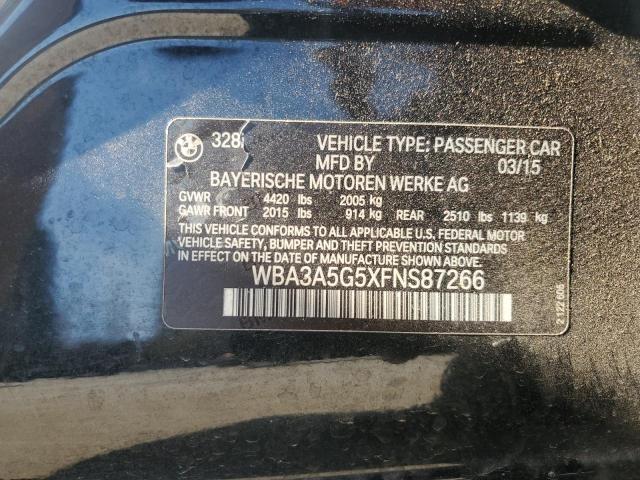 328i VEHICLE TYPE: PASSENGER CAR
MFD BY 03/15
BAYERISCHE MOTOREN WERKE AG
GVWR 4420 lbs 2005 kg
GAWR FRONT 2015 lbs 914 kg REAR 2510 lbs 1139 kg
THIS VEHICLE CONFORMS TO ALL APPLICABLE U.S. FEDERAL MOTOR
VEHICLE SAFETY, BUMPER AND THEFT PREVENTION STANDARDS
IN EFFECT ON THE DATE OF MANUFACTURE SHOWN ABOVE.
WBA3A5G5XFNS87266